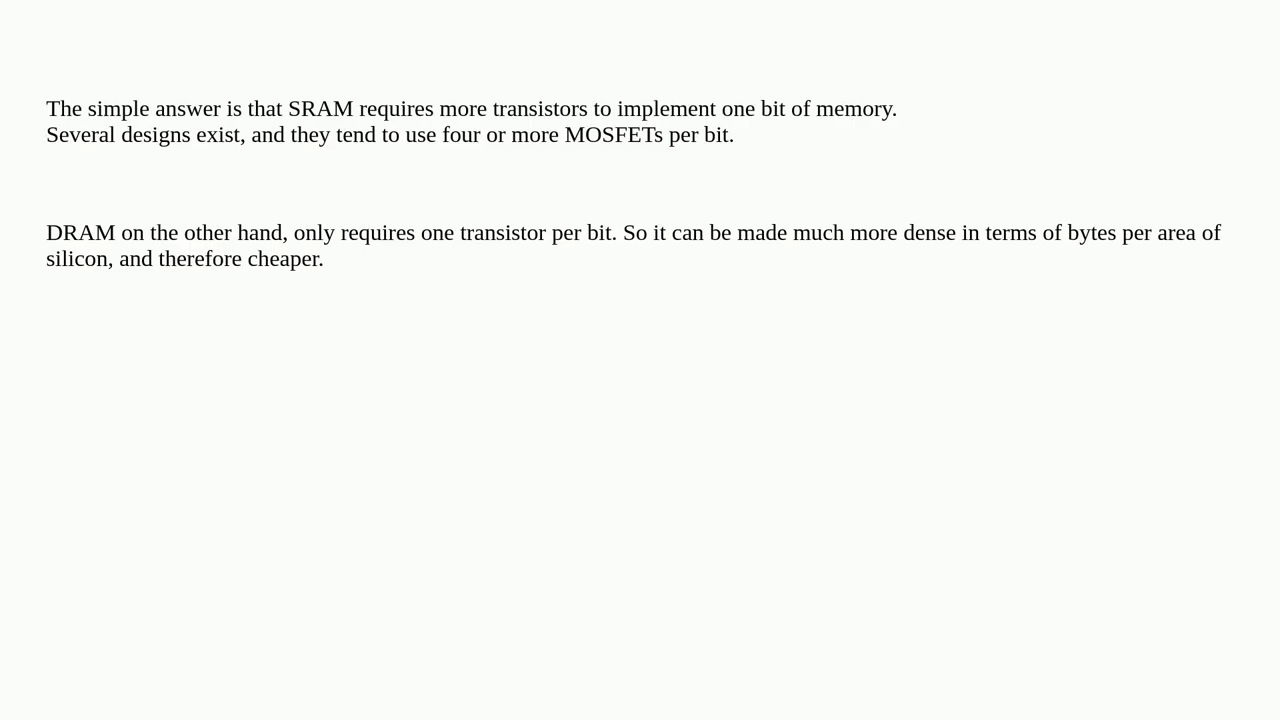 The simple answer is that SRAM requires more transistors to implement one bit of memory.
Several designs exist, and they tend to use four or more MOSFETs per bit.
DRAM on the other hand, only requires one transistor per bit. So it can be made much more dense in terms of bytes per area of
silicon, and therefore cheaper.